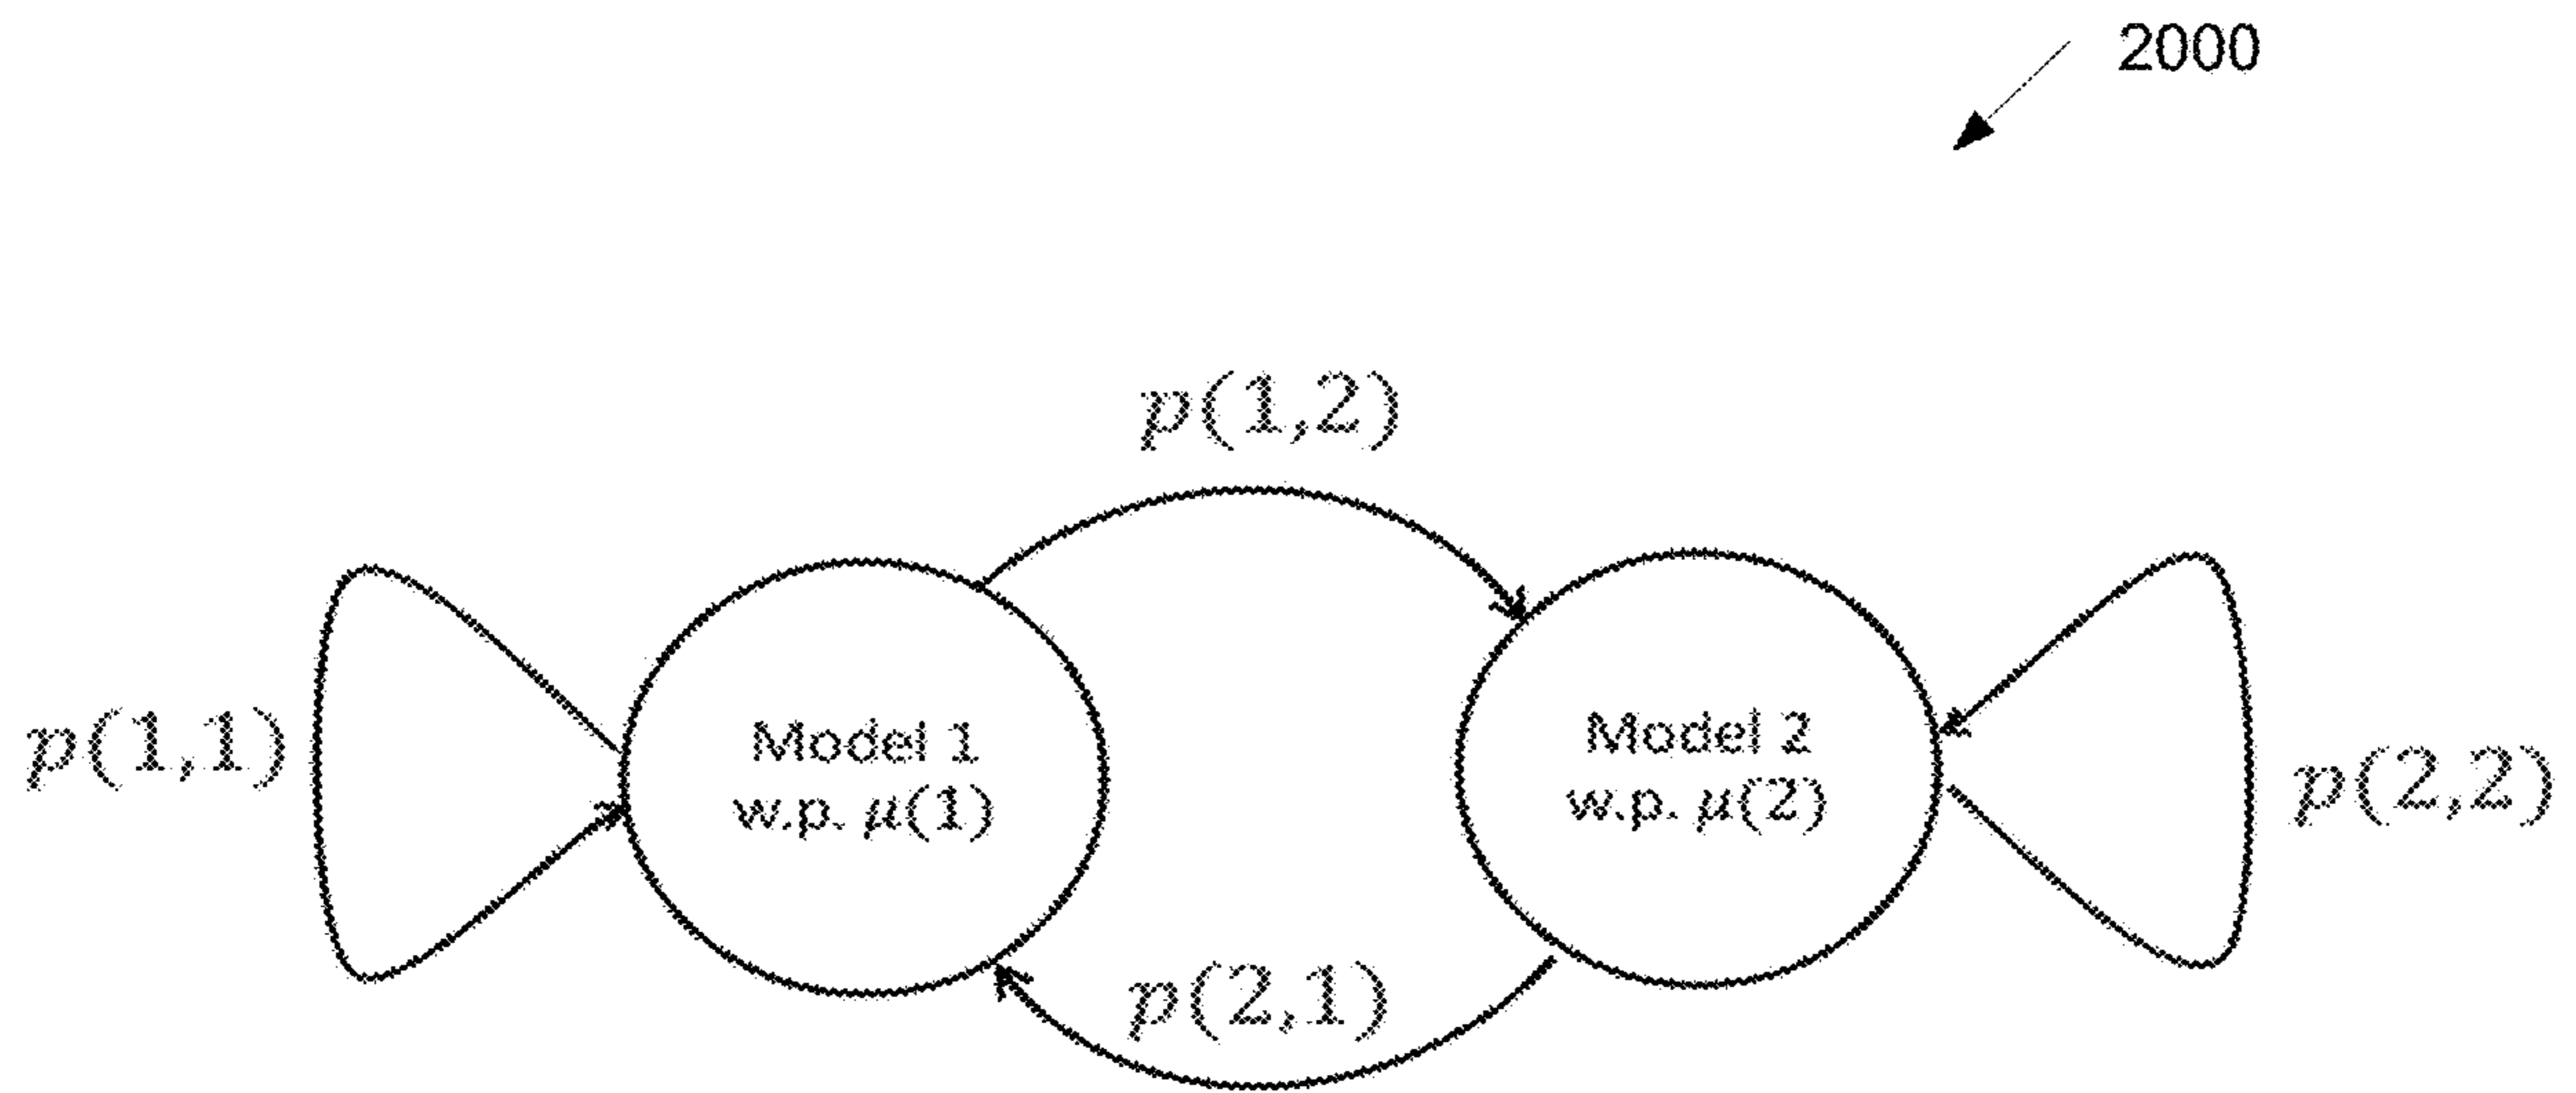 2000
p(1,2)
p(1,1)
Model 1
w.p. μ(1)
Model 2
w.p. μ(2)
p(2,2)
p(2,1)